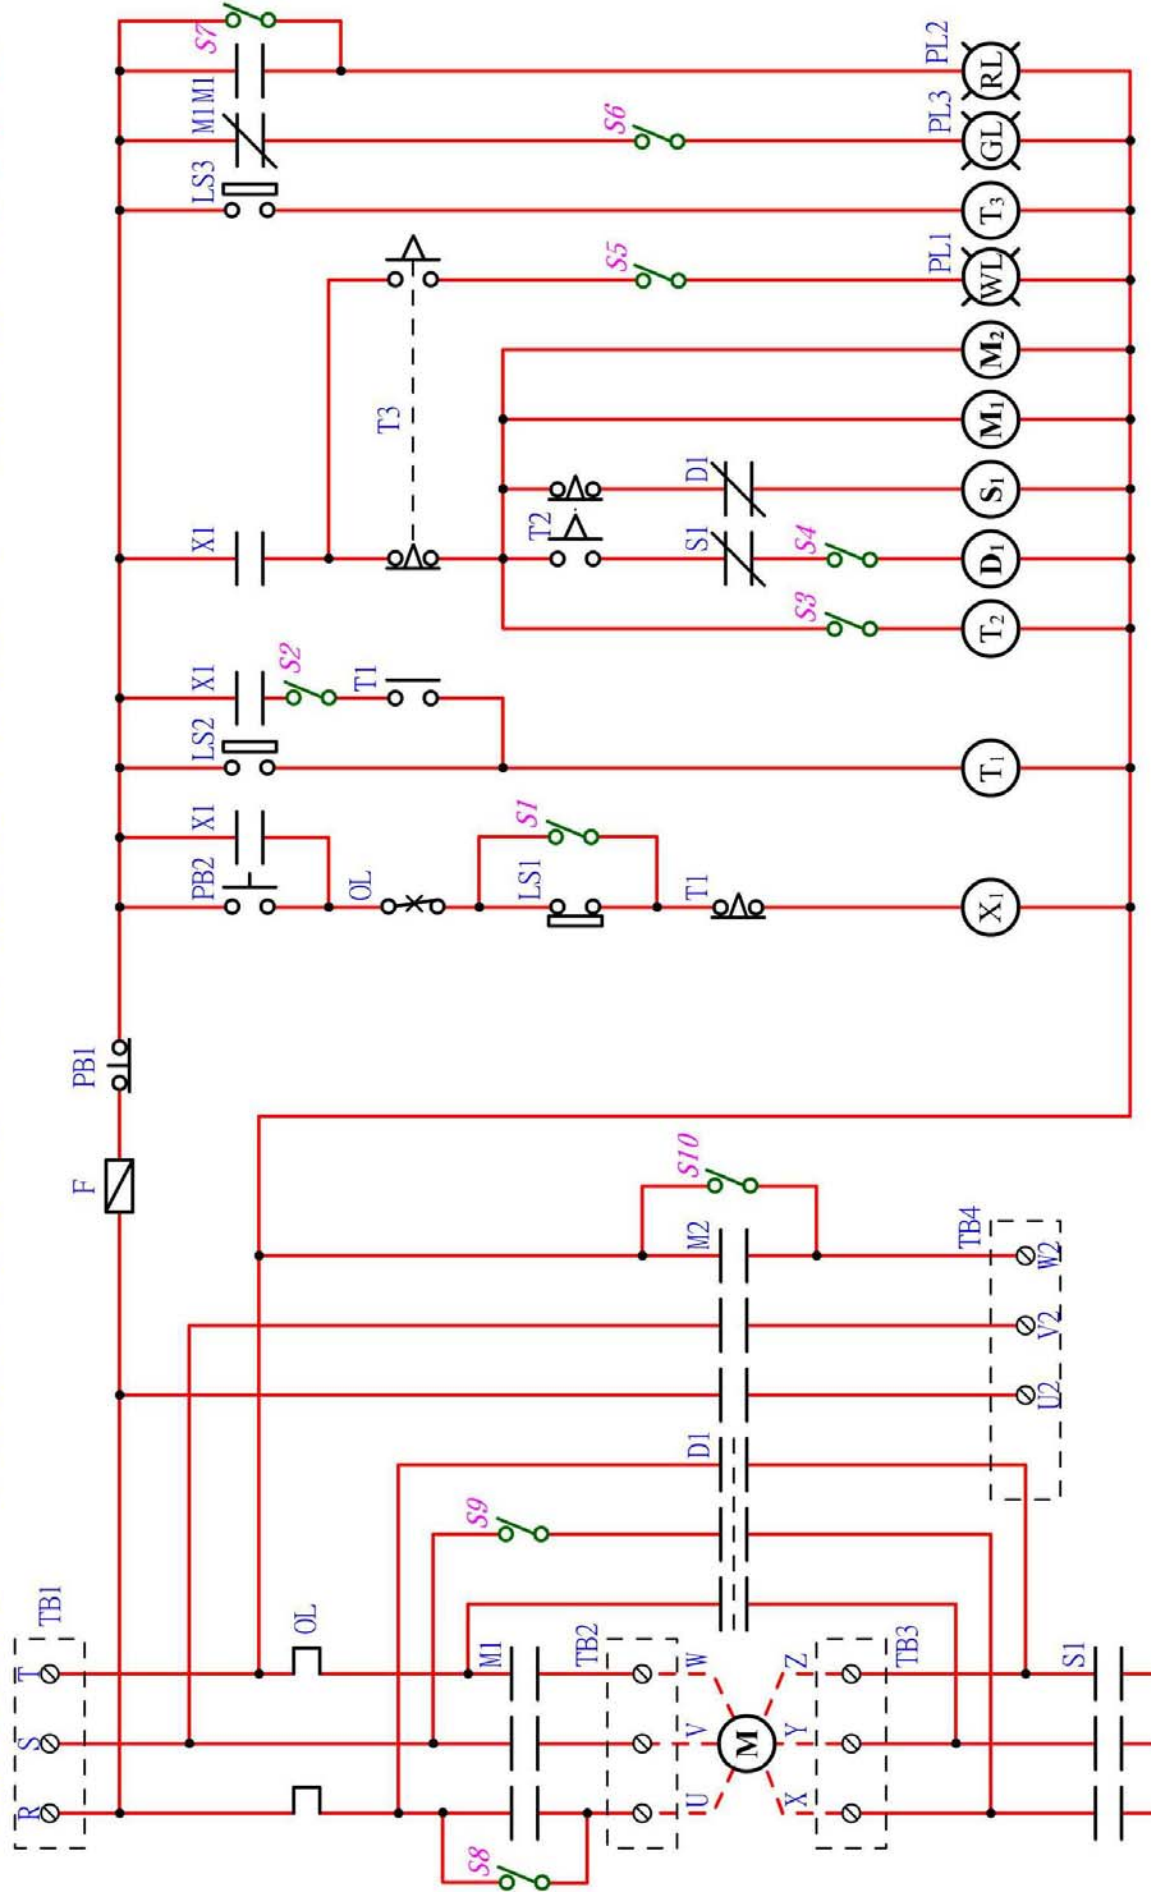 R S T
TB1
F
PB1
PB2
X1
LS2
X1
X1
LS3
M1 M1
S7
S2
OL
OL
T1
T3
S8
M1
S9
LS1
S1
T2
TB2
S5
S6
U V W
D1
M2
S10
T1
S1
D1
M
X Y Z
S3
S4
TB3
PL1
PL3
PL2
TB4
X1
T1
T2
D1
S1
M1
M2
WL
T3
GL
RL
U2 V2 W2
S1